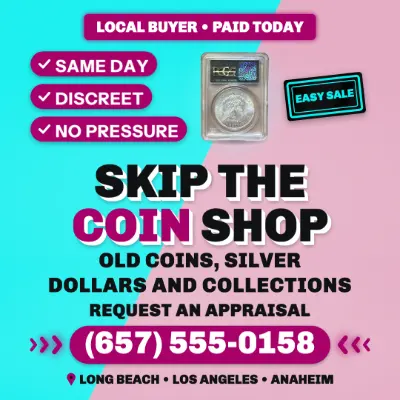 LOCAL BUYER • PAID TODAY
SAME DAY
DISCREET
NO PRESSURE
PCGS
EASY SALE
SKIP THE
COIN SHOP
OLD COINS, SILVER
DOLLARS AND COLLECTIONS
REQUEST AN APPRAISAL
(657) 555-0158
LONG BEACH • LOS ANGELES • ANAHEIM